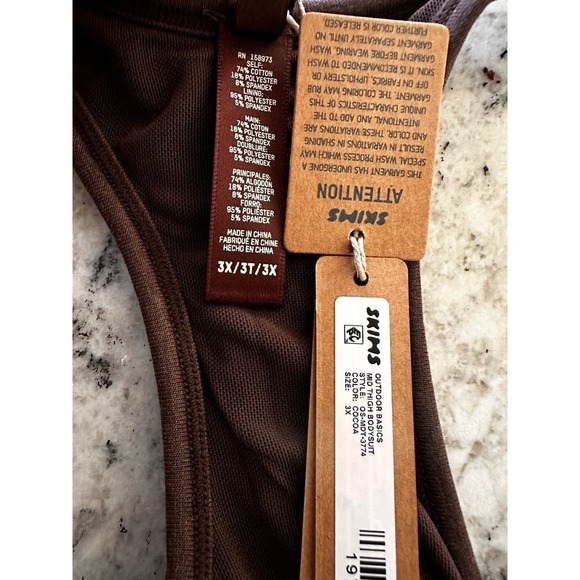 RN 158973
SELF:
74% COTTON
18% POLYESTER
8% SPANDEX
LINING:
95% POLYESTER
5% SPANDEX
MAIN:
74% COTON
18% POLYESTER
8% SPANDEX
DOUBLURE:
95% POLYESTER
5% SPANDEX
PRINCIPALES:
74% ALGODÓN
18% POLIÉSTER
8% SPANDEX
FORRO:
95% POLIÉSTER
5% SPANDEX
MADE IN CHINA
FABRIQUÉ EN CHINE
HECHO EN CHINA
3X/3T/3X
SKIMS
ATTENTION
THIS GARMENT HAS UNDERGONE A
SPECIAL WASH PROCESS WHICH MAY
RESULT IN VARIATIONS IN SHADING
AND COLOR. THESE VARIATIONS ARE
INTENTIONAL AND ADD TO THE
UNIQUE CHARACTERISTICS OF THIS
GARMENT. THE COLORING MAY RUB
OFF ON FABRICS, UPHOLSTERY OR
SKIN. IT IS RECOMMENDED TO WASH
GARMENT BEFORE WEARING. WASH
GARMENT SEPARATELY UNTIL NO
FURTHER COLOR IS RELEASED.
SKIMS
OUTDOOR BASICS
MID THIGH BODYSUIT
STYLE: OS-MDT-3774
COLOR: COCOA
SIZE: 3X